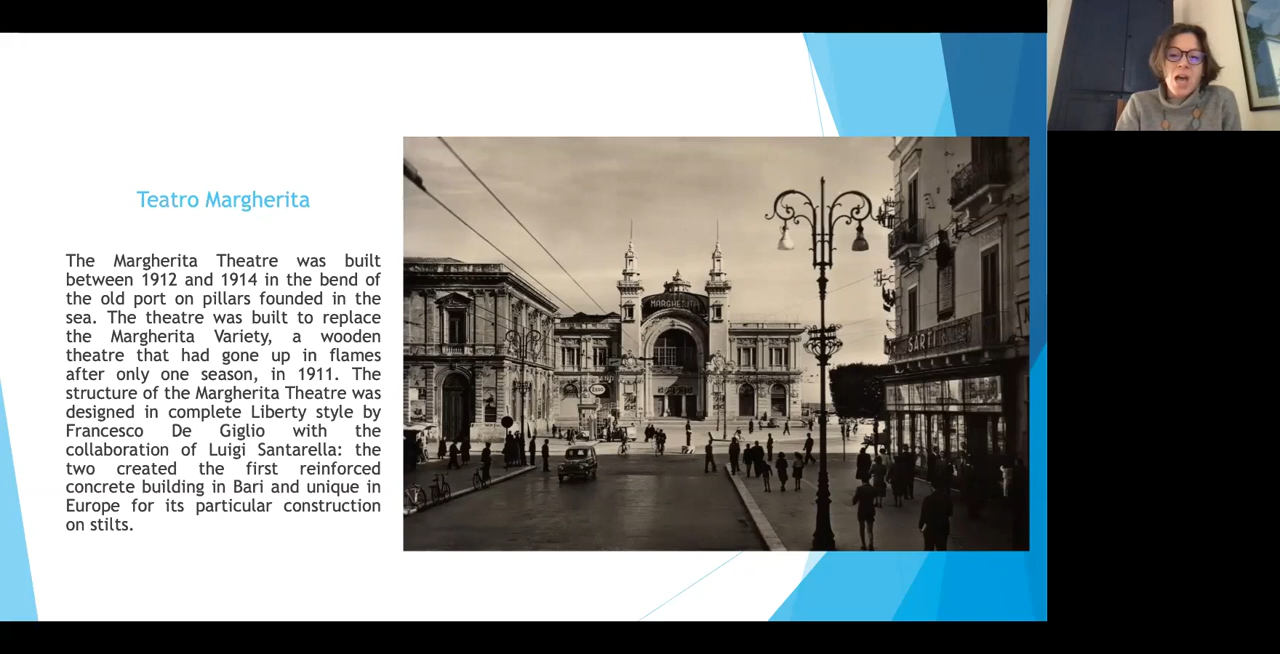 Teatro Margherita
The Margherita Theatre was built
between 1912 and 1914 in the bend of
the old port on pillars founded in the
sea. The theatre was built to replace
the Margherita Variety, a wooden
theatre that had gone up in flames
after only one season, in 1911. The
structure of the Margherita Theatre was
designed in complete Liberty style by
Francesco De Giglio with the
collaboration of Luigi Santarella: the
two created the first reinforced
concrete building in Bari and unique in
Europe for its particular construction
on stilts.
MARGHERITA
SARTI